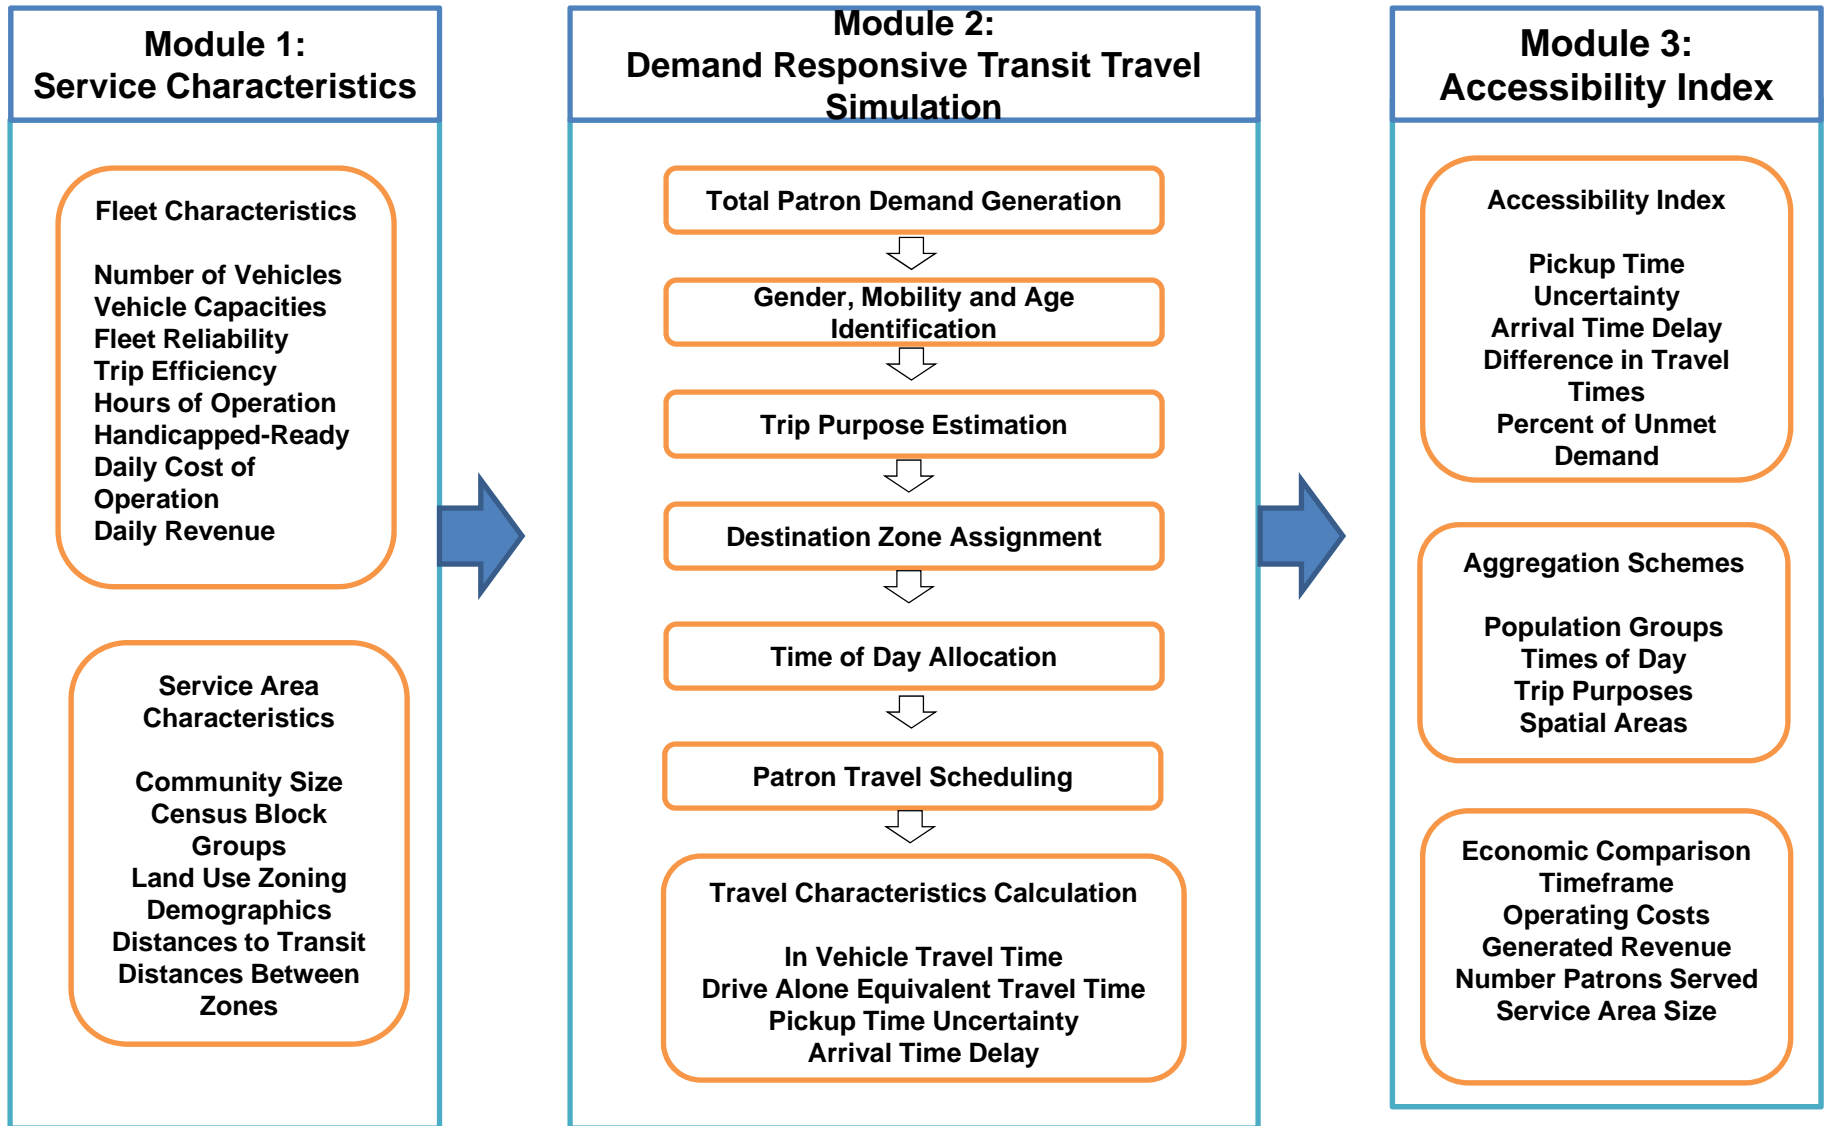 Module 1:
Service Characteristics
Fleet Characteristics
Number of Vehicles
Vehicle Capacities
Fleet Reliability
Trip Efficiency
Hours of Operation
Handicapped-Ready
Daily Cost of
Operation
Daily Revenue
Service Area
Characteristics
Community Size
Census Block
Groups
Land Use Zoning
Demographics
Distances to Transit
Distances Between
Zones
Module 2:
Demand Responsive Transit Travel
Simulation
Total Patron Demand Generation
Gender, Mobility and Age
Identification
Trip Purpose Estimation
Destination Zone Assignment
Time of Day Allocation
Patron Travel Scheduling
Travel Characteristics Calculation
In Vehicle Travel Time
Drive Alone Equivalent Travel Time
Pickup Time Uncertainty
Arrival Time Delay
Module 3:
Accessibility Index
Accessibility Index
Pickup Time
Uncertainty
Arrival Time Delay
Difference in Travel
Times
Percent of Unmet
Demand
Aggregation Schemes
Population Groups
Times of Day
Trip Purposes
Spatial Areas
Economic Comparison
Timeframe
Operating Costs
Generated Revenue
Number Patrons Served
Service Area Size